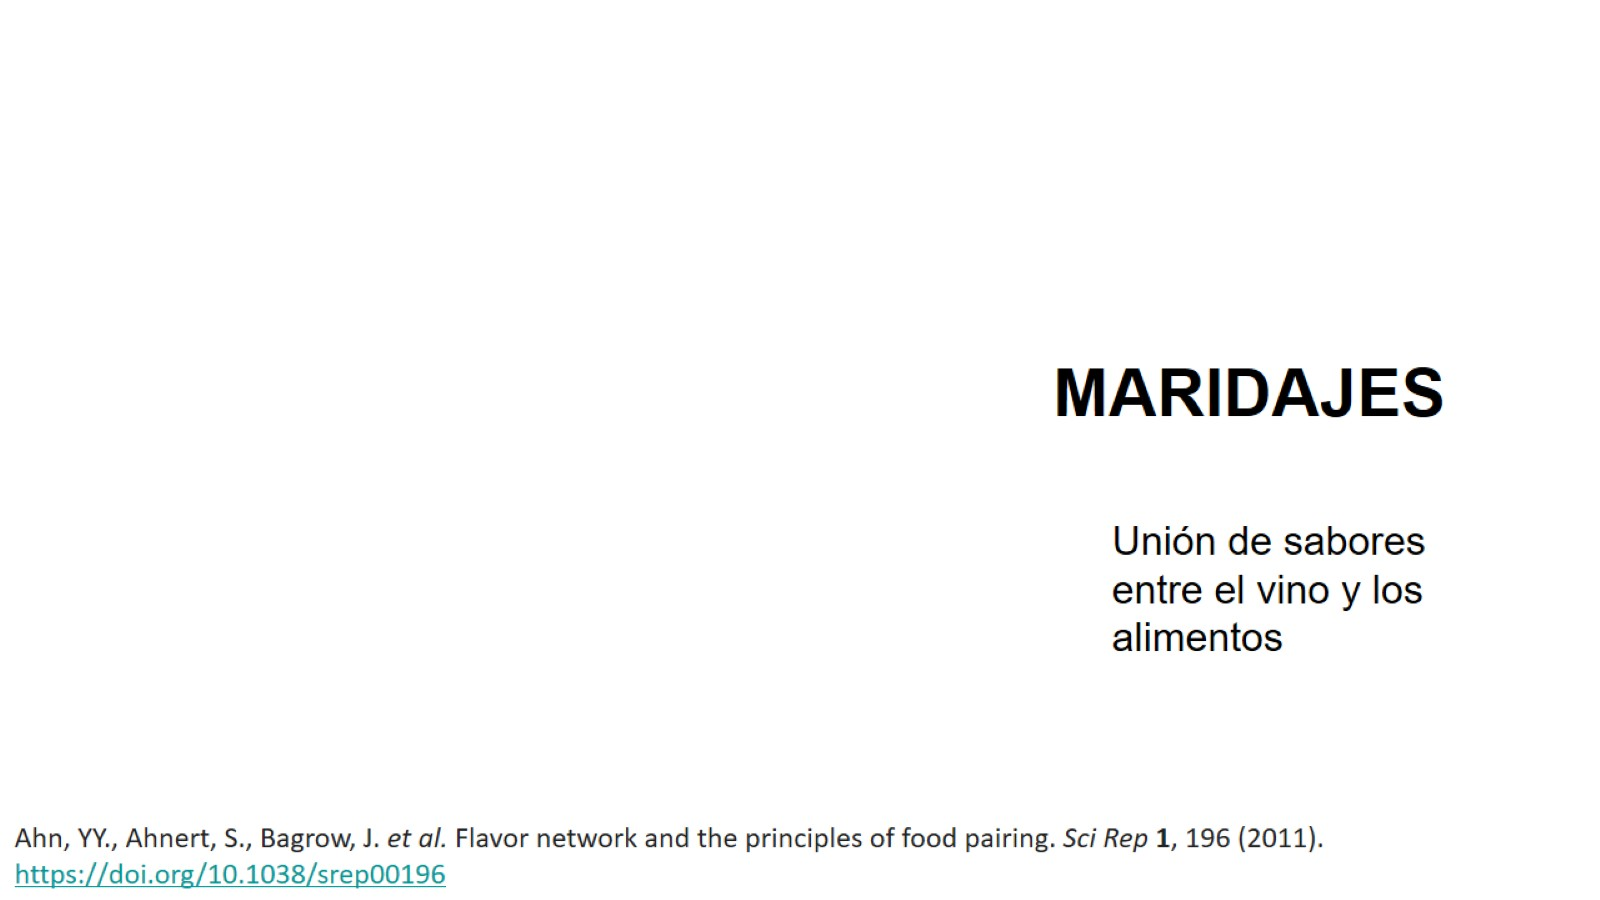 MARIDAJES
Unión de sabores
entre el vino y los
alimentos
Ahn, YY., Ahnert, S., Bagrow, J. et al. Flavor network and the principles of food pairing. Sci Rep 1, 196 (2011).
https://doi.org/10.1038/srep00196